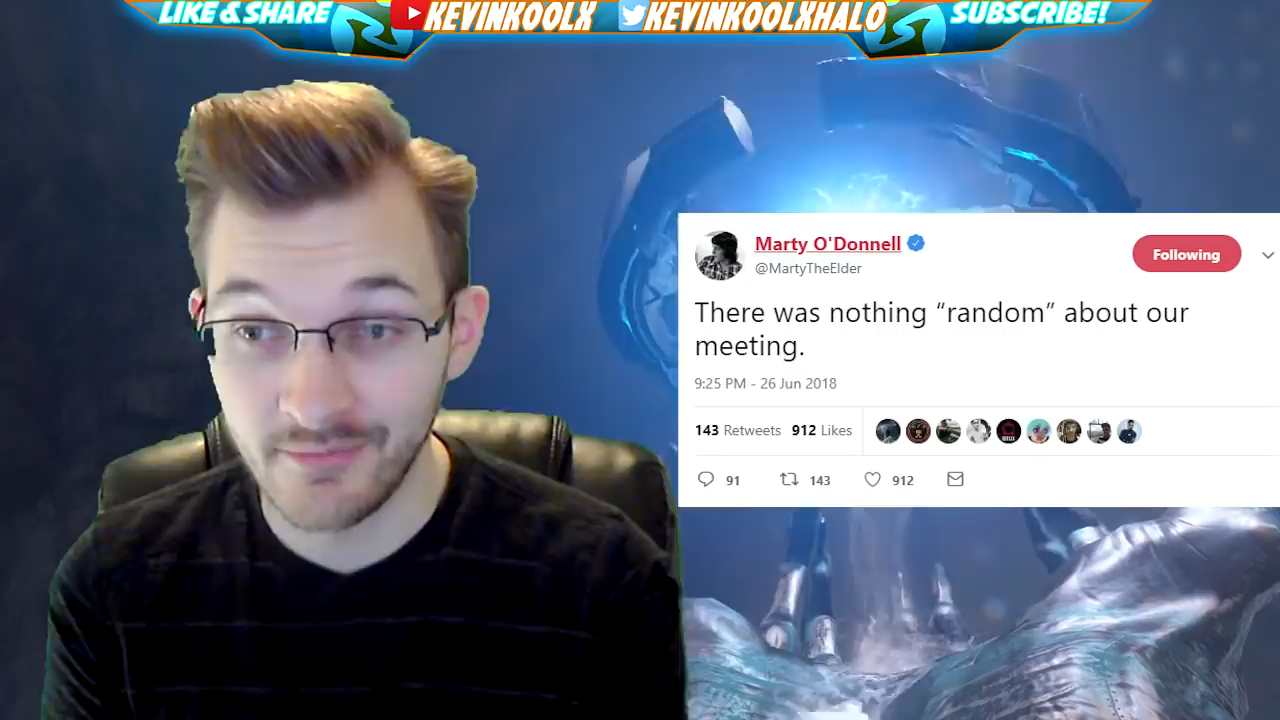 LIKE & SHARE KEVINKOOLX KEVINKOOLXHALO SUBSCRIBE!
Marty O'Donnell
@MartyTheElder
Following
There was nothing “random” about our
meeting.
9:25 PM - 26 Jun 2018
143 Retweets 912 Likes
91 143 912